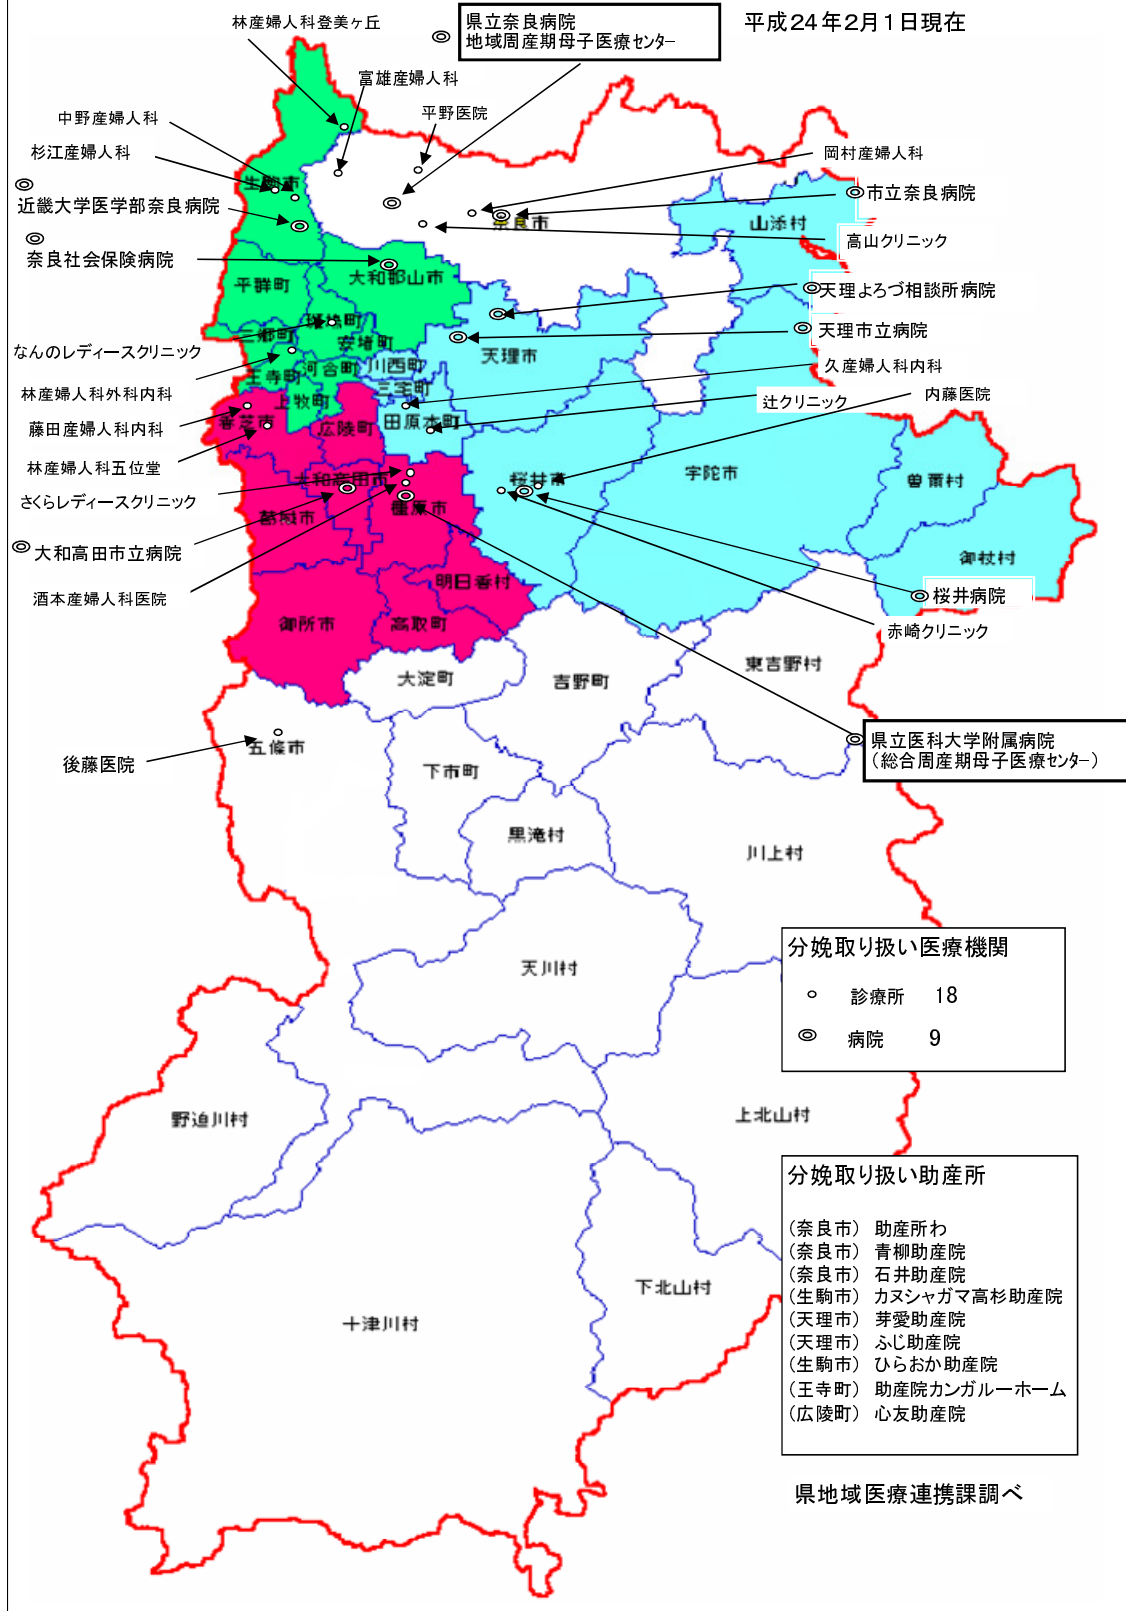 林産婦人科登美ヶ丘
県立奈良病院
地域周産期母子医療センター
平成24年2月1日現在
富雄産婦人科
中野産婦人科
平野医院
杉江産婦人科
岡村産婦人科
生駒市
近畿大学医学部奈良病院
市立奈良病院
奈良市
山添村
高山クリニック
奈良社会保険病院
大和郡山市
平群町
天理よろづ相談所病院
斑鳩町
天理市立病院
三郷町
安堵町
なんのレディースクリニック
天理市
川西町
河合町
久産婦人科内科
王寺町
三宅町
林産婦人科外科内科
内藤医院
上牧町
辻クリニック
香芝市
田原本町
藤田産婦人科内科
広陵町
林産婦人科五位堂
宇陀市
大和高田市
桜井市
曽爾村
さくらレディースクリニック
橿原市
葛城市
大和高田市立病院
御杖村
明日香村
酒本産婦人科医院
桜井病院
御所市
高取町
赤崎クリニック
東吉野村
大淀町
吉野町
五條市
県立医科大学附属病院
(総合周産期母子医療センター)
後藤医院
下市町
黒滝村
川上村
分娩取り扱い医療機関
天川村
診療所 18
病院 9
野迫川村
上北山村
分娩取り扱い助産所
(奈良市) 助産所わ
(奈良市) 青柳助産院
(奈良市) 石井助産院
下北山村
(生駒市) カヌシャガマ高杉助産院
十津川村
(天理市) 芽愛助産院
(天理市) ふじ助産院
(生駒市) ひらおか助産院
(王寺町) 助産院カンガルーホーム
(広陵町) 心友助産院
県地域医療連携課調べ